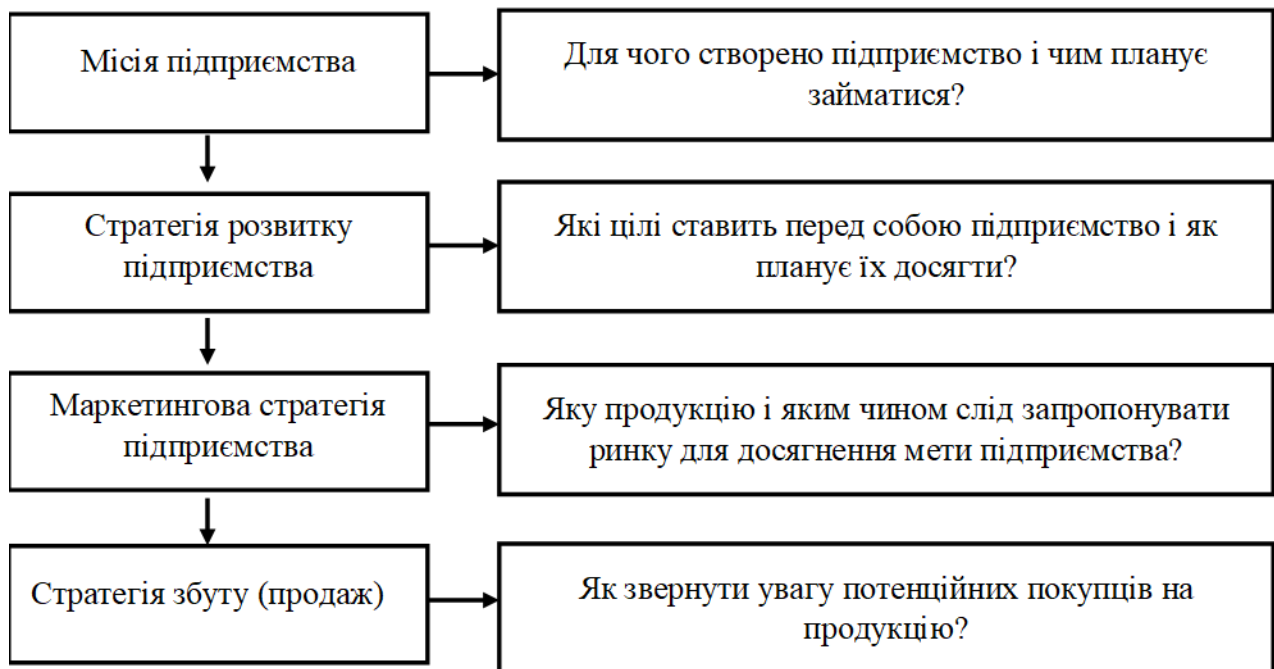 Місія підприємства
Для чого створено підприємство і чим планує
займатися?
Стратегія розвитку
підприємства
Які цілі ставить перед собою підприємство і як
планує їх досягти?
Маркетингова стратегія
підприємства
Яку продукцію і яким чином слід запропонувати
ринку для досягнення мети підприємства?
Стратегія збуту (продаж)
Як звернути увагу потенційних покупців на
продукцію?